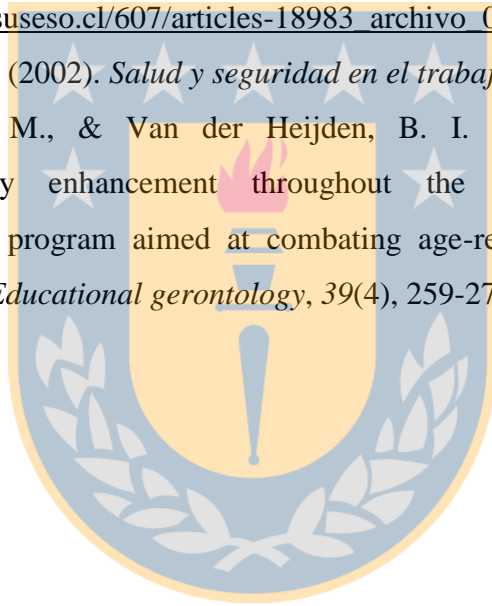 suseso.cl/607/articles-18983_archivo_0
(2002). Salud y seguridad en el trabaj
M., & Van der Heijden, B. I.
y enhancement throughout the
program aimed at combating age-re
Educational gerontology, 39(4), 259-27